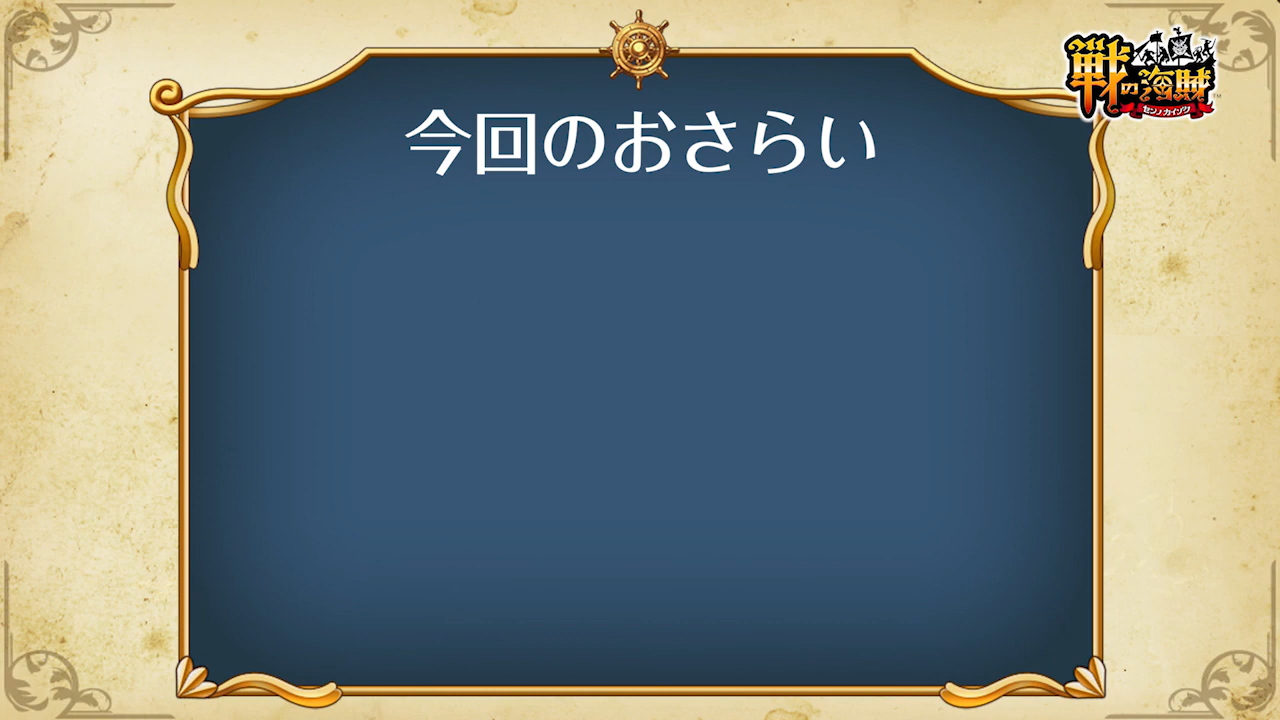 今回のおさらい
戦の海賊
センノカイゾク